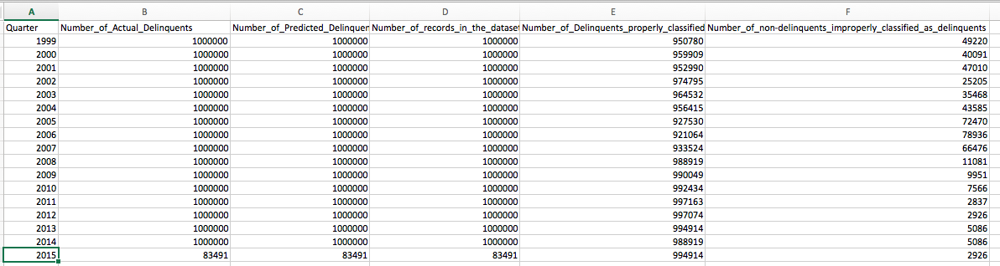 A B C D E F
Quarter Number_of_Actual_Delinquents Number_of_Predicted_Delinquer Number_of_records_in_the_dataset Number_of_Delinquents_properly_classified Number_of_non-delinquents_improperly_classified_as_delinquents
1999 1000000 1000000 1000000 950780 49220
2000 1000000 1000000 1000000 959909 40091
2001 1000000 1000000 1000000 952990 47010
2002 1000000 1000000 1000000 974795 25205
2003 1000000 1000000 1000000 964532 35468
2004 1000000 1000000 1000000 956415 43585
2005 1000000 1000000 1000000 927530 72470
2006 1000000 1000000 1000000 921064 78936
2007 1000000 1000000 1000000 933524 66476
2008 1000000 1000000 1000000 988919 11081
2009 1000000 1000000 1000000 990049 9951
2010 1000000 1000000 1000000 992434 7566
2011 1000000 1000000 1000000 997163 2837
2012 1000000 1000000 1000000 997074 2926
2013 1000000 1000000 1000000 994914 5086
2014 1000000 1000000 1000000 988919 5086
2015 83491 83491 83491 994914 2926